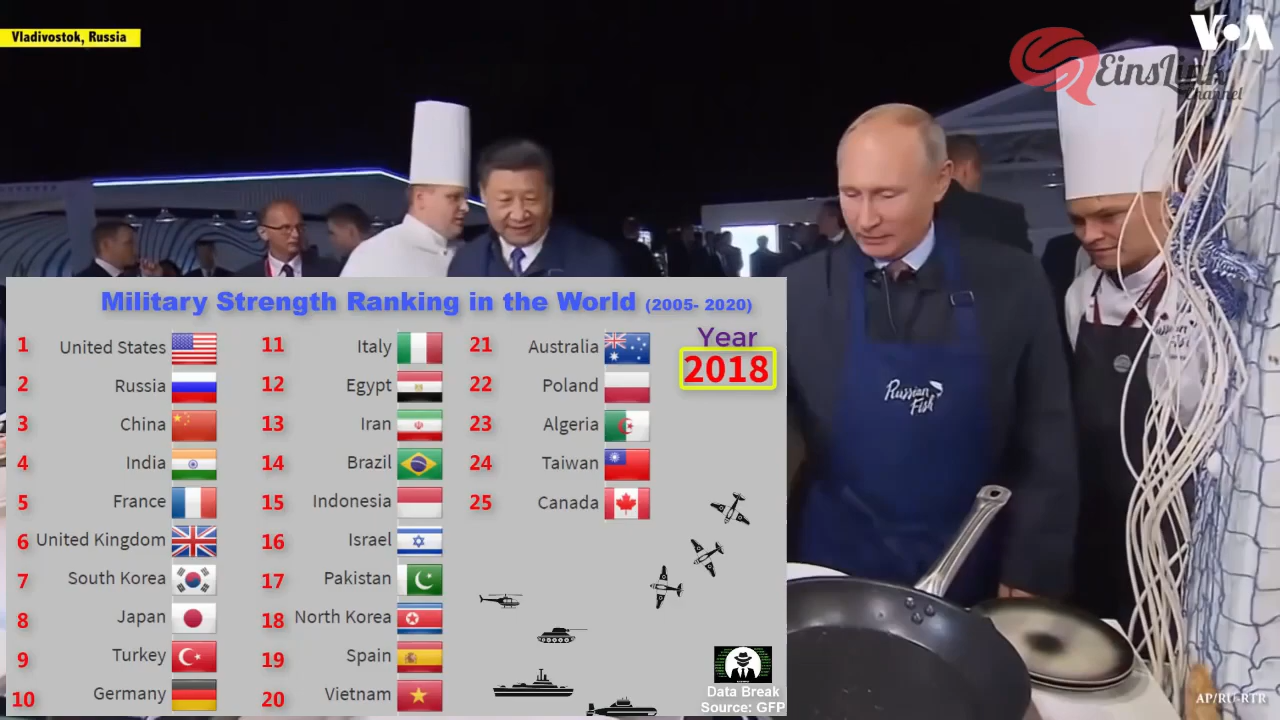 Vladivostok, Russia
VOA
EinsLink
Channel
Military Strength Ranking in the World (2005- 2020)
Year
2018
1 United States
2 Russia
3 China
4 India
5 France
6 United Kingdom
7 South Korea
8 Japan
9 Turkey
10 Germany
11 Italy
12 Egypt
13 Iran
14 Brazil
15 Indonesia
16 Israel
17 Pakistan
18 North Korea
19 Spain
20 Vietnam
21 Australia
22 Poland
23 Algeria
24 Taiwan
25 Canada
Data Break
Source: GFP
Russian
Fish
AP/RU-RTR